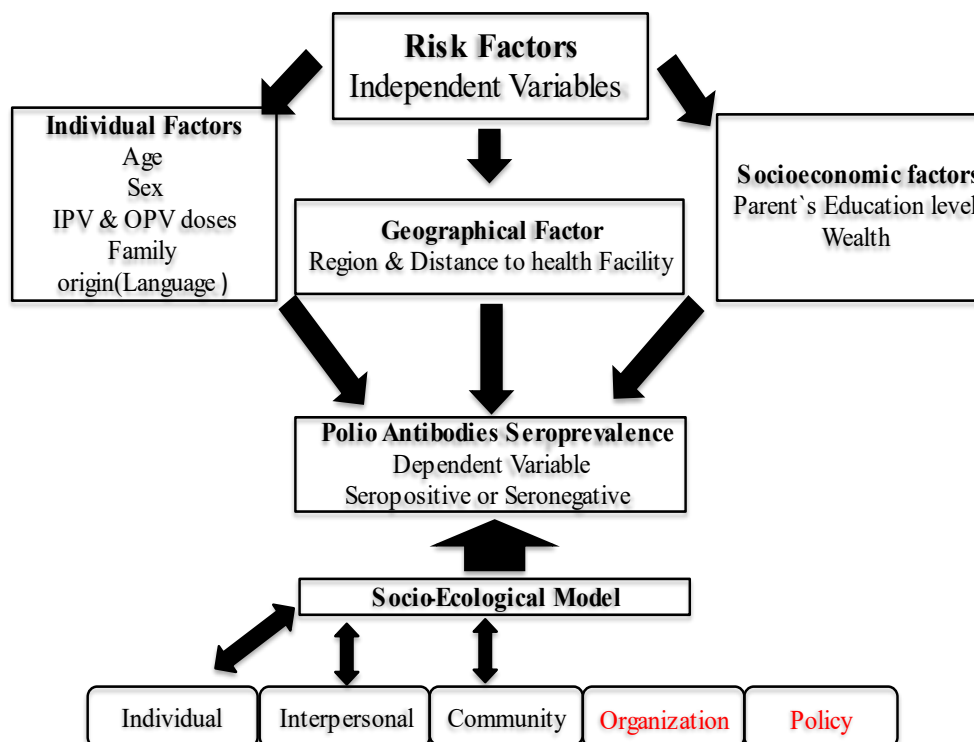 Risk Factors
Independent Variables
Individual Factors
Age
Sex
IPV & OPV doses
Family
origin(Language )
Geographical Factor
Region & Distance to health Facility
Socioeconomic factors
Parent`s Education level
Wealth
Polio Antibodies Seroprevalence
Dependent Variable
Seropositive or Seronegative
Socio-Ecological Model
Individual
Interpersonal
Community
Organization
Policy